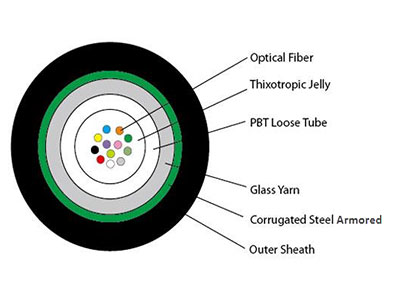 Optical Fiber
Thixotropic Jelly
PBT Loose Tube
Glass Yarn
Corrugated Steel Armored
Outer Sheath